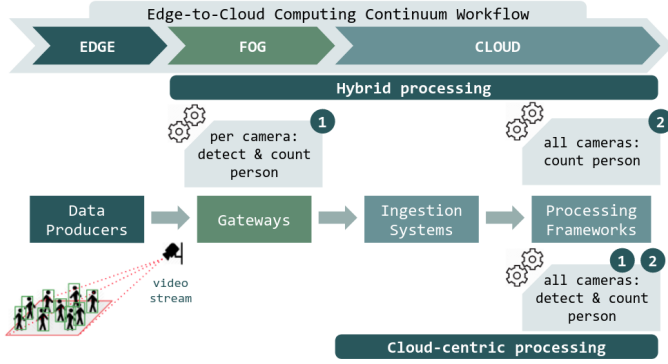 Edge-to-Cloud Computing Continuum Workflow
EDGE
FOG
CLOUD
Hybrid processing
1
per camera:
detect & count
person
2
all cameras:
count person
Data
Producers
Gateways
Ingestion
Systems
Processing
Frameworks
video
stream
1
2
all cameras:
detect & count
person
Cloud-centric processing